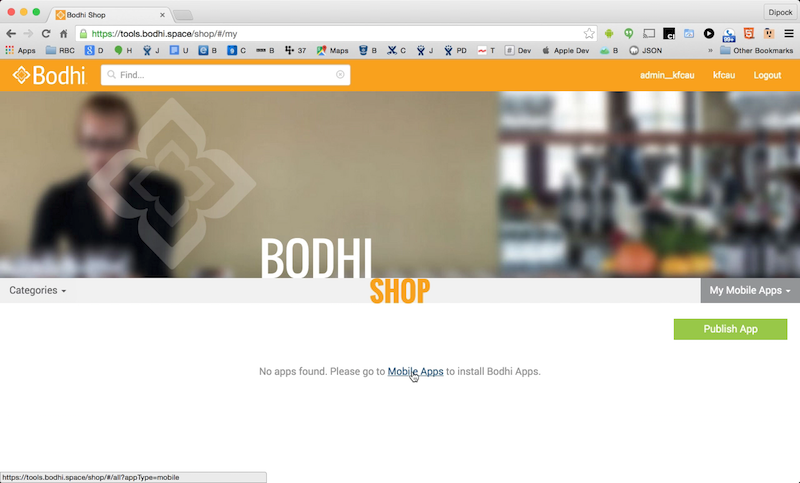 Bodhi Shop
Dipock
https://tools.bodhi.space/shop/#/my
Apps RBC D H J B C B 37 Maps B C J PD T Dev Apple Dev B JSON » Other Bookmarks
Bodhi Find... admin__kfcau kfcau Logout
BODHI
SHOP
Categories My Mobile Apps
Publish App
No apps found. Please go to Mobile Apps to install Bodhi Apps.
https://tools.bodhi.space/shop/#/all?appType=mobile